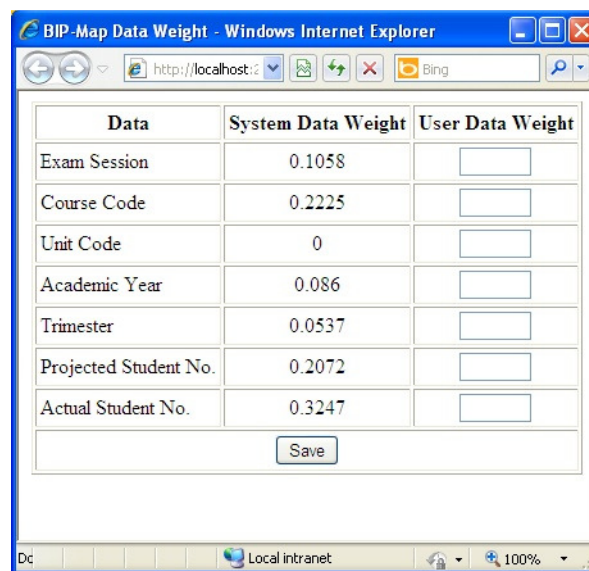 BIP-Map Data Weight - Windows Internet Explorer
http://localhost:2 Bing
Data System Data Weight User Data Weight
Exam Session 0.1058
Course Code 0.2225
Unit Code 0
Academic Year 0.086
Trimester 0.0537
Projected Student No. 0.2072
Actual Student No. 0.3247
Save
Local intranet 100%